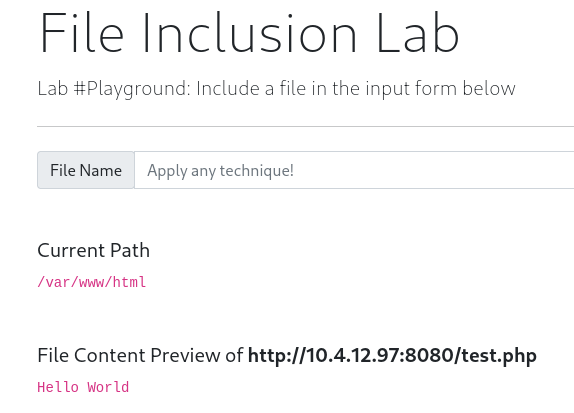 File Inclusion Lab
Lab #Playground: Include a file in the input form below
File Name Apply any technique!
Current Path
/var/www/html
File Content Preview of http://10.4.12.97:8080/test.php
Hello World